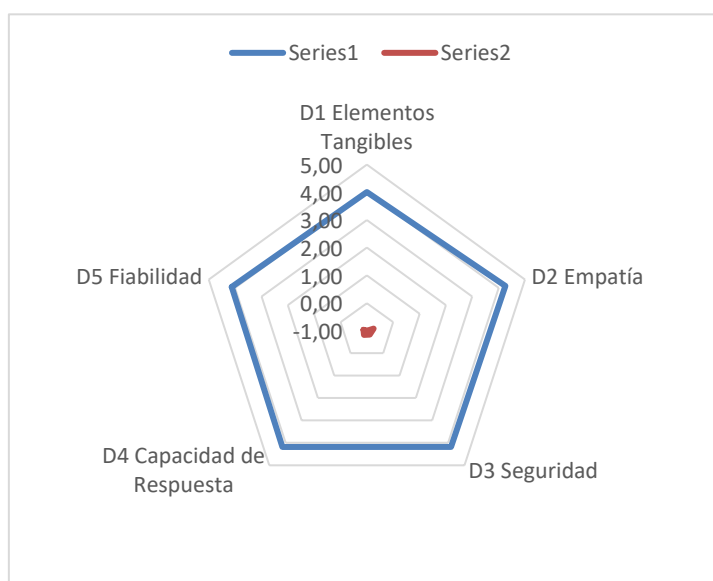 Series1
Series2
D1 Elementos
Tangibles
5,00
4,00
3,00
2,00
1,00
0,00
-1,00
D2 Empatía
D3 Seguridad
D4 Capacidad de
Respuesta
D5 Fiabilidad